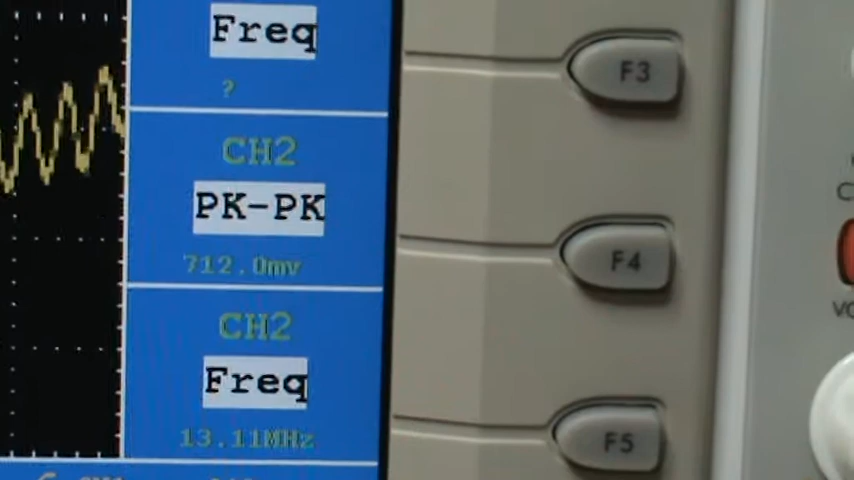 Freq
?
F3
CH2
PK-PK
712.0mv
F4
CH2
Freq
13.11MHz
F5